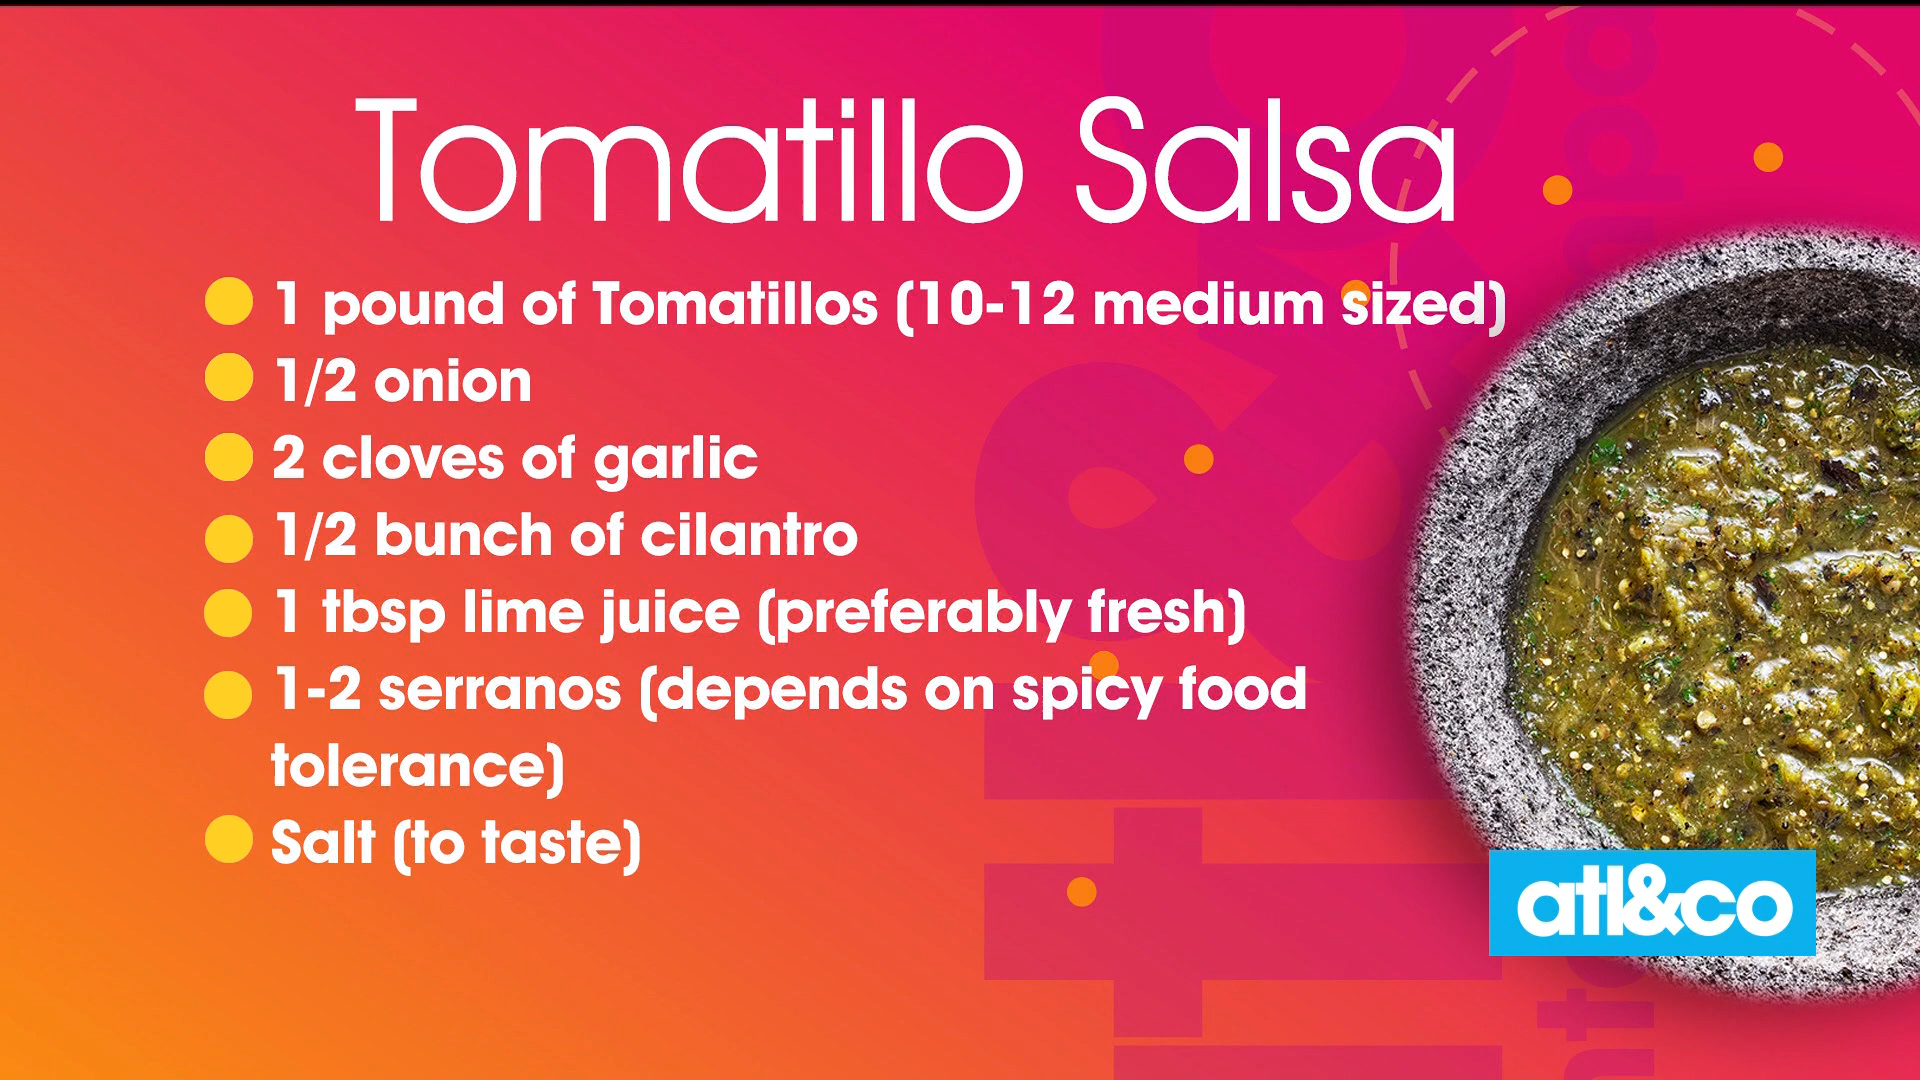 Tomatillo Salsa
1 pound of Tomatillos (10-12 medium sized)
1/2 onion
2 cloves of garlic
1/2 bunch of cilantro
1 tbsp lime juice (preferably fresh)
1-2 serranos (depends on spicy food
tolerance)
Salt (to taste)
atl&co